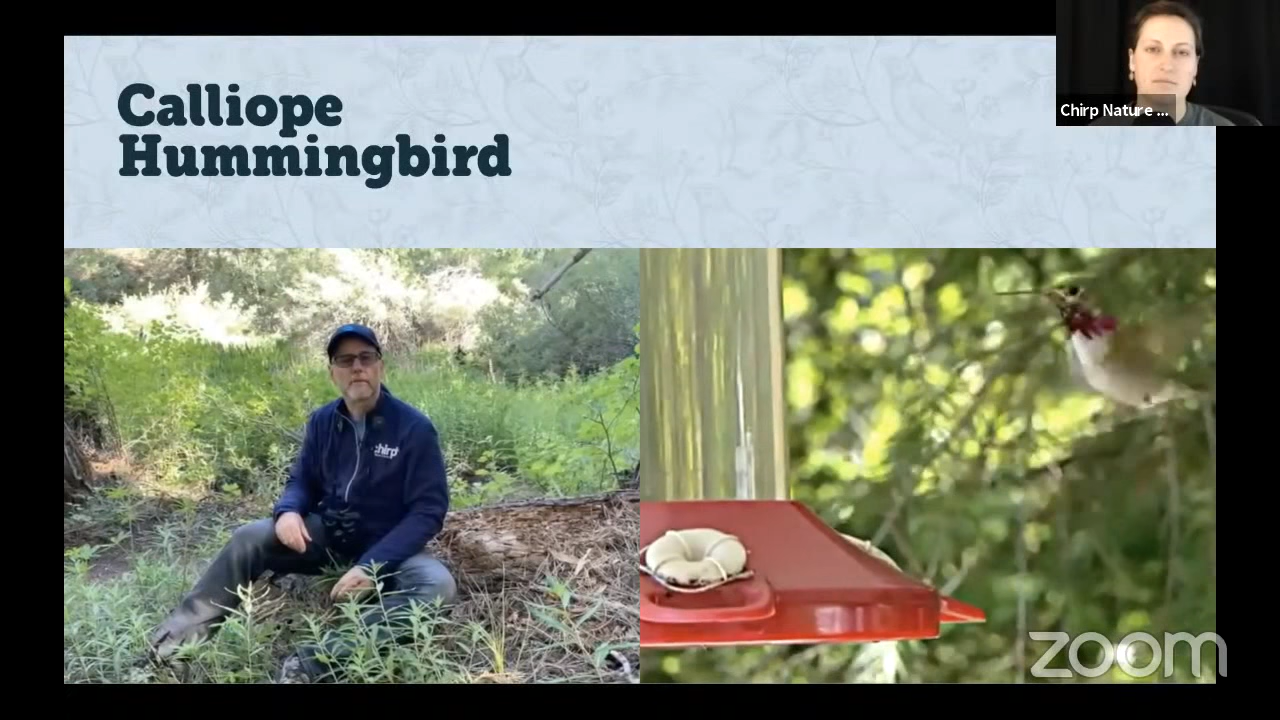 Calliope
Hummingbird
Chirp Nature ...
chirp
zoom